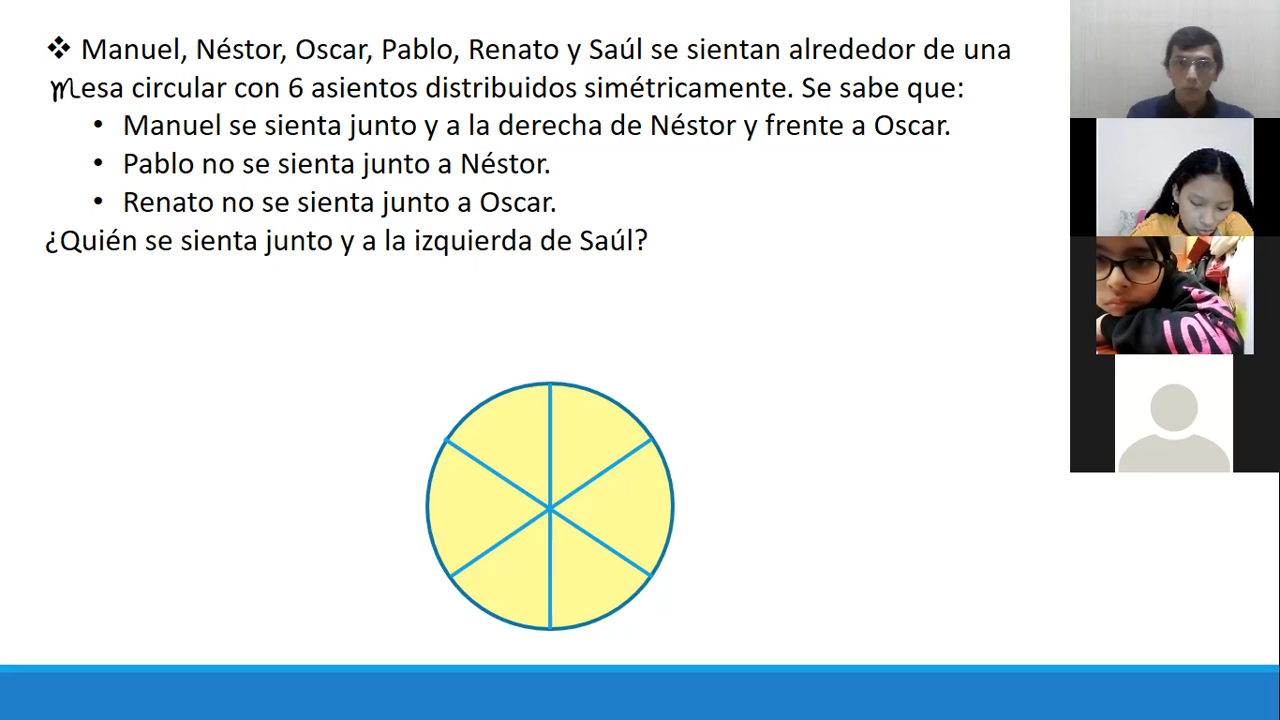 ❖ Manuel, Néstor, Oscar, Pablo, Renato y Saúl se sientan alrededor de una
mesa circular con 6 asientos distribuidos simétricamente. Se sabe que:
• Manuel se sienta junto y a la derecha de Néstor y frente a Oscar.
• Pablo no se sienta junto a Néstor.
• Renato no se sienta junto a Oscar.
¿Quién se sienta junto y a la izquierda de Saúl?